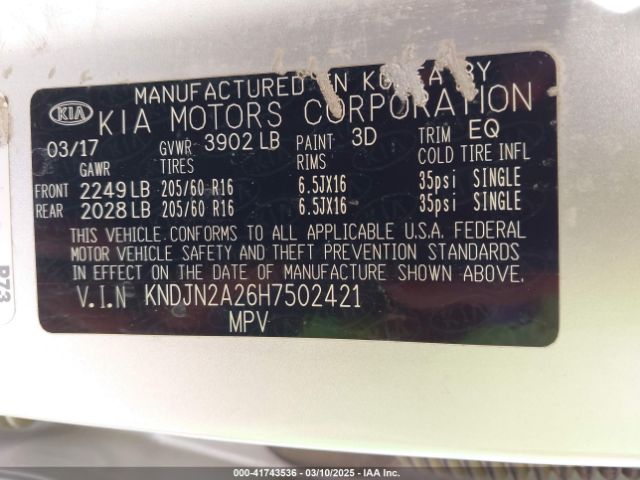 MANUFACTURED IN KOREA BY
KIA KIA MOTORS CORPORATION
03/17 GVWR 3902 LB PAINT 3D TRIM EQ
GAWR TIRES RIMS COLD TIRE INFL
FRONT 2249 LB 205/60 R16 6.5JX16 35psi SINGLE
REAR 2028 LB 205/60 R16 6.5JX16 35psi SINGLE
THIS VEHICLE CONFORMS TO ALL APPLICABLE U.S.A. FEDERAL
MOTOR VEHICLE SAFETY AND THEFT PREVENTION STANDARDS
IN EFFECT ON THE DATE OF MANUFACTURE SHOWN ABOVE.
V.I.N KNDJN2A26H7502421
MPV
P73
000-41743536 - 03/10/2025 - IAA Inc.